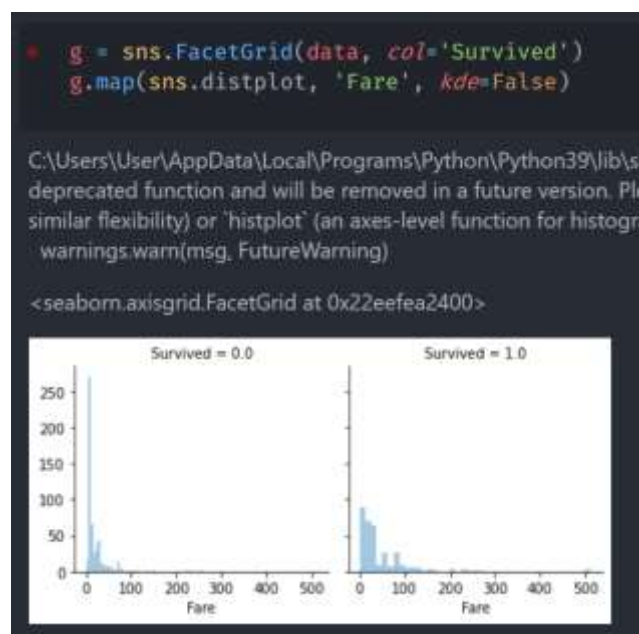 g = sns.FacetGrid(data, col='Survived')
g.map(sns.distplot, 'Fare', kde=False)
C:\Users\User\AppData\Local\Programs\Python\Python39\lib\s
deprecated function and will be removed in a future version. Pl
similar flexibility) or `histplot` (an axes-level function for histogr
warnings.warn(msg, FutureWarning)
<seaborn.axisgrid.FacetGrid at 0x22eefea2400>
Survived = 0.0 Survived = 1.0
250
200
150
100
50
0
0 100 200 300 400 500 0 100 200 300 400 500
Fare Fare